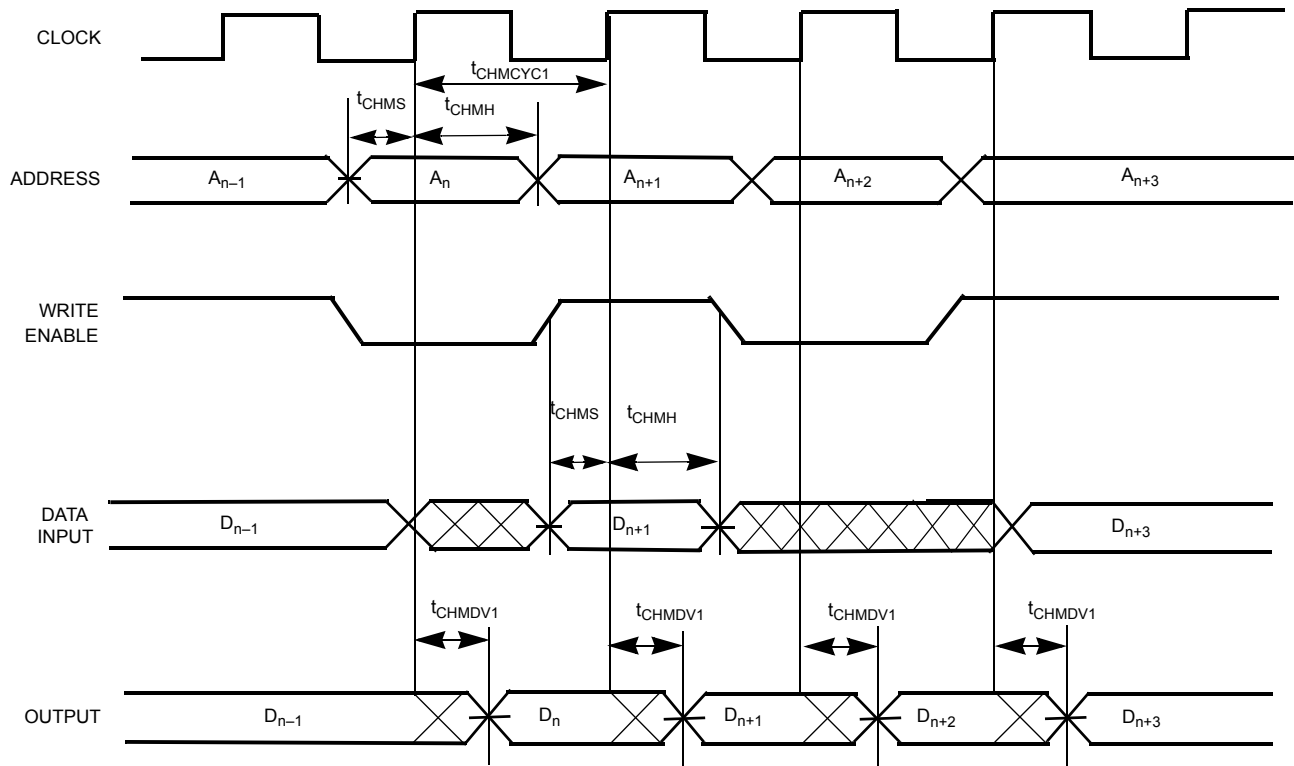 CLOCK
tCHMCYC1
tCHMS tCHMH
ADDRESS An–1 An An+1 An+2 An+3
WRITE
ENABLE
tCHMS tCHMH
DATA
INPUT
Dn–1 Dn+1 Dn+3
tCHMDV1 tCHMDV1 tCHMDV1 tCHMDV1
OUTPUT Dn–1 Dn Dn+1 Dn+2 Dn+3